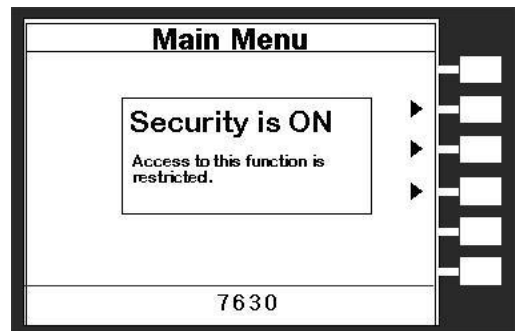 Main Menu
Security is ON
Access to this function is
restricted.
7630